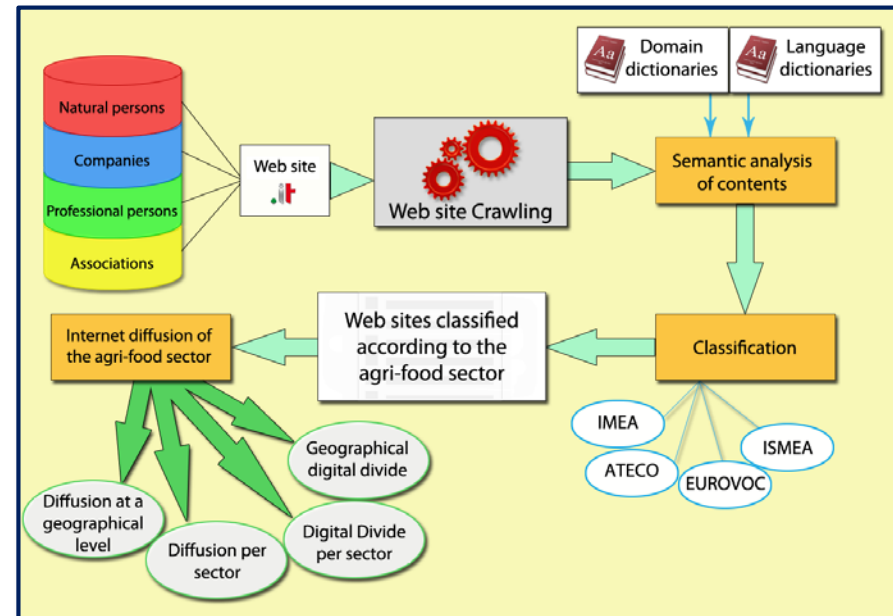 Natural persons
Companies
Professional persons
Associations
Web site
.it
Web site Crawling
Aa
Domain
dictionaries
Aa
Language
dictionaries
Semantic analysis
of contents
Classification
IMEA
ATECO
EUROVOC
ISMEA
Web sites classified
according to the
agri-food sector
Internet diffusion of
the agri-food sector
Geographical
digital divide
Digital Divide
per sector
Diffusion per
sector
Diffusion at a
geographical
level